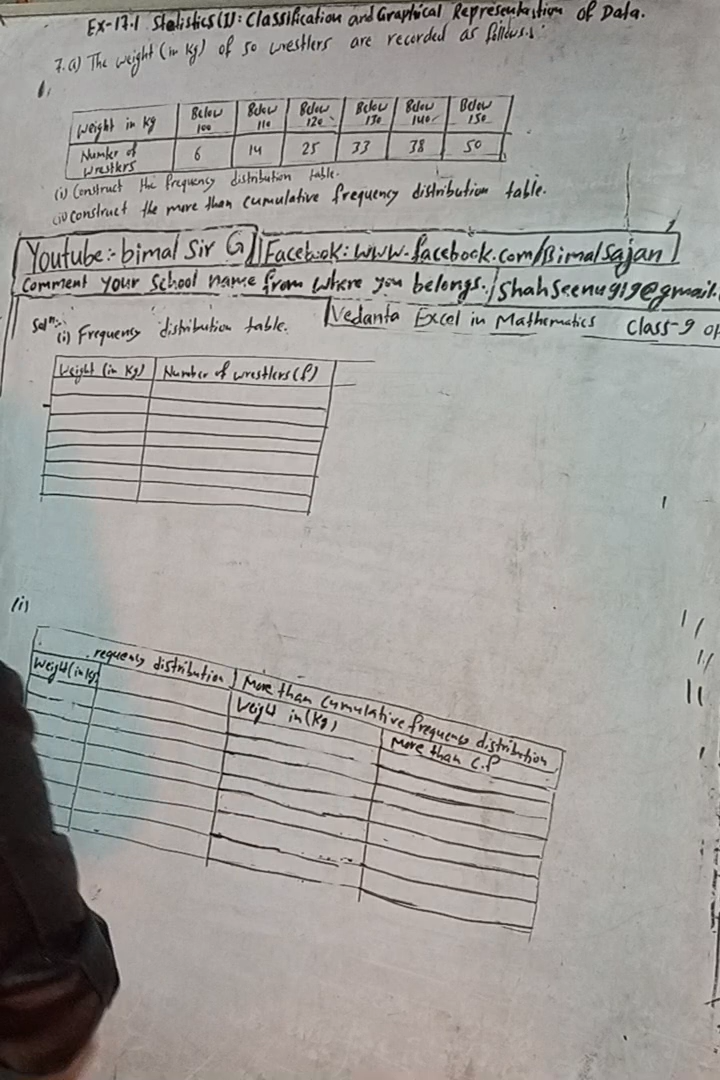 Ex-17.1 Statistics(I): Classification and Graphical Representastion of Data.
7.a) The weight (in kg) of 50 wrestlers are recorded as follows:
Weight in kg Below 100 Below 110 Below 120 Below 130 Below 140 Below 150
Number of wrestlers 6 14 25 33 38 50
(i) Construct the frequency distribution table.
(ii) Construct the more than cumulative frequency distribution table.
Youtube:- bimal Sir G Facebook: www.facebook.com/Bimalsajan
Comment your School name from where you belongs. shahseenu919@gmail.
Solⁿ:- Vedanta Excel in Mathematics Class-9 of
(i) Frequency distribution table.
Weight (in kg) Number of wrestlers (f)
(ii)
requency distribution More than cumulative frequency distribution
Weight (in kg) Weight in (Kg) More than c.f